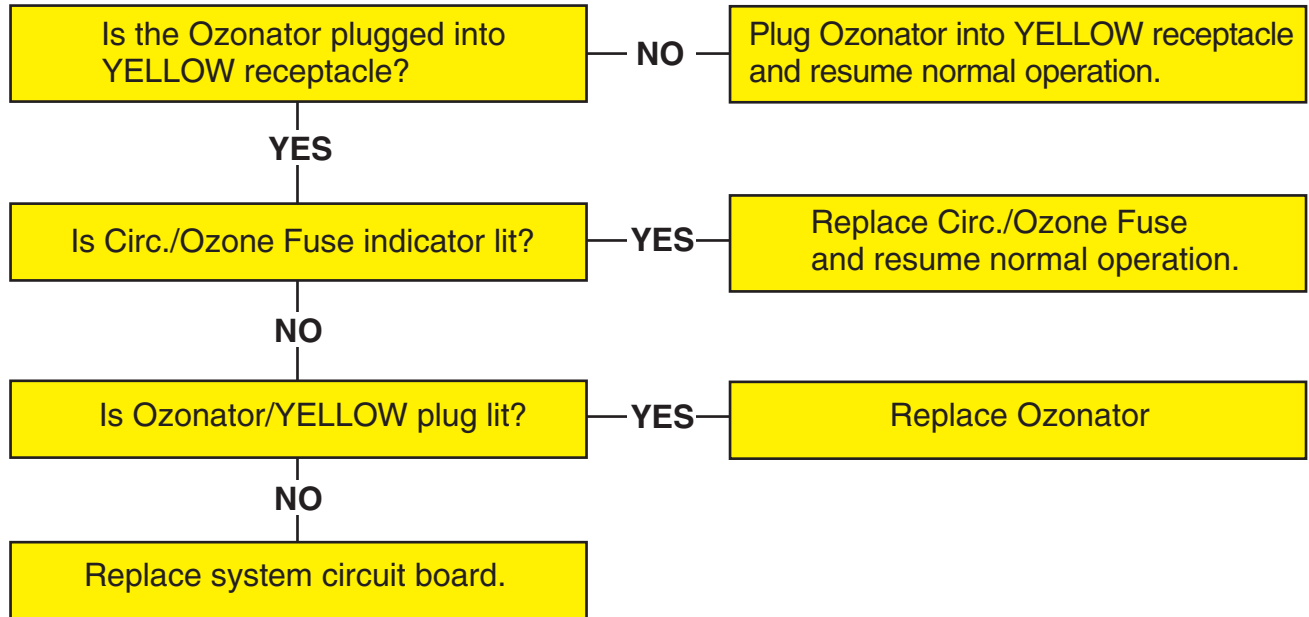 Is the Ozonator plugged into
YELLOW receptacle?
NO
Plug Ozonator into YELLOW receptacle
and resume normal operation.
YES
Is Circ./Ozone Fuse indicator lit?
YES
Replace Circ./Ozone Fuse
and resume normal operation.
NO
Is Ozonator/YELLOW plug lit?
YES
Replace Ozonator
NO
Replace system circuit board.